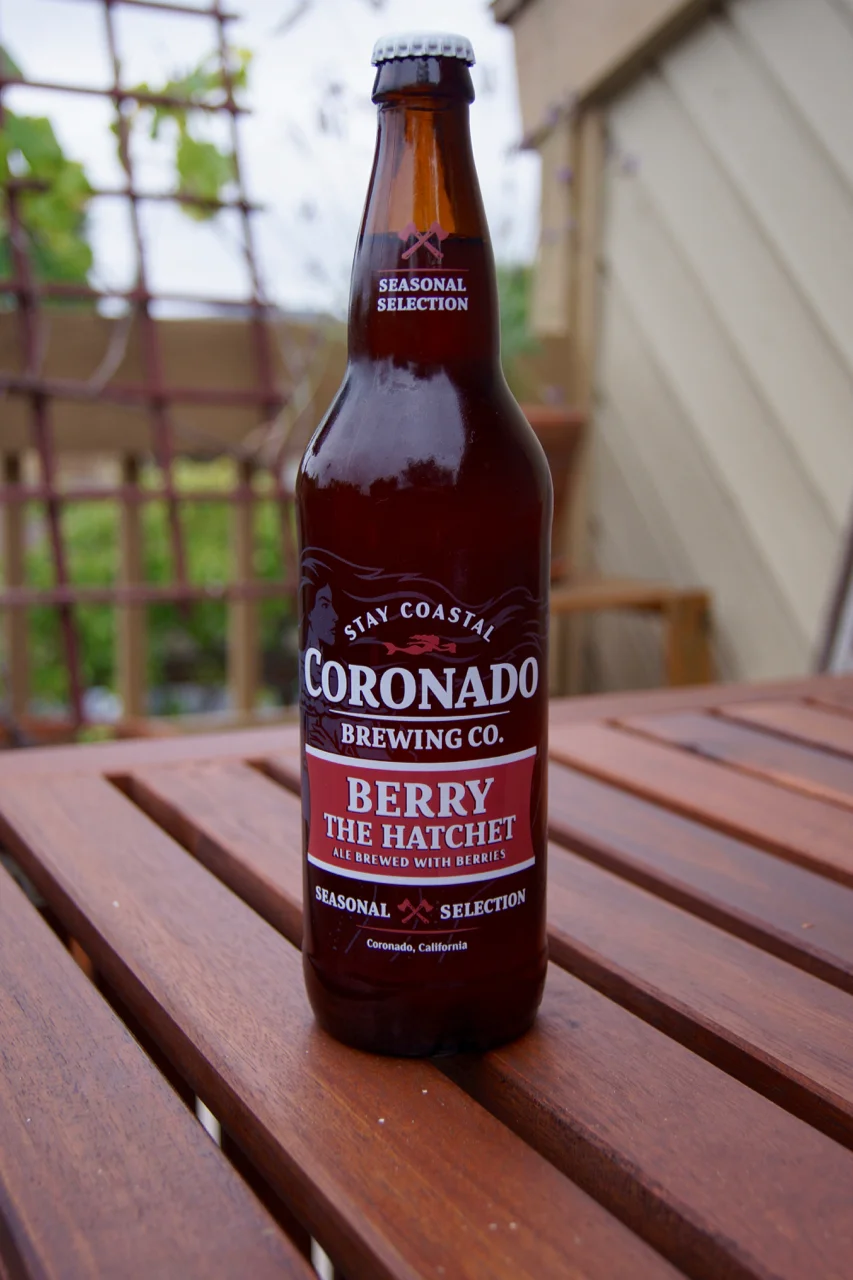 SEASONAL
SELECTION
STAY COASTAL
CORONADO
BREWING CO.
BERRY
THE HATCHET
ALE BREWED WITH BERRIES
SEASONAL SELECTION
Coronado, California